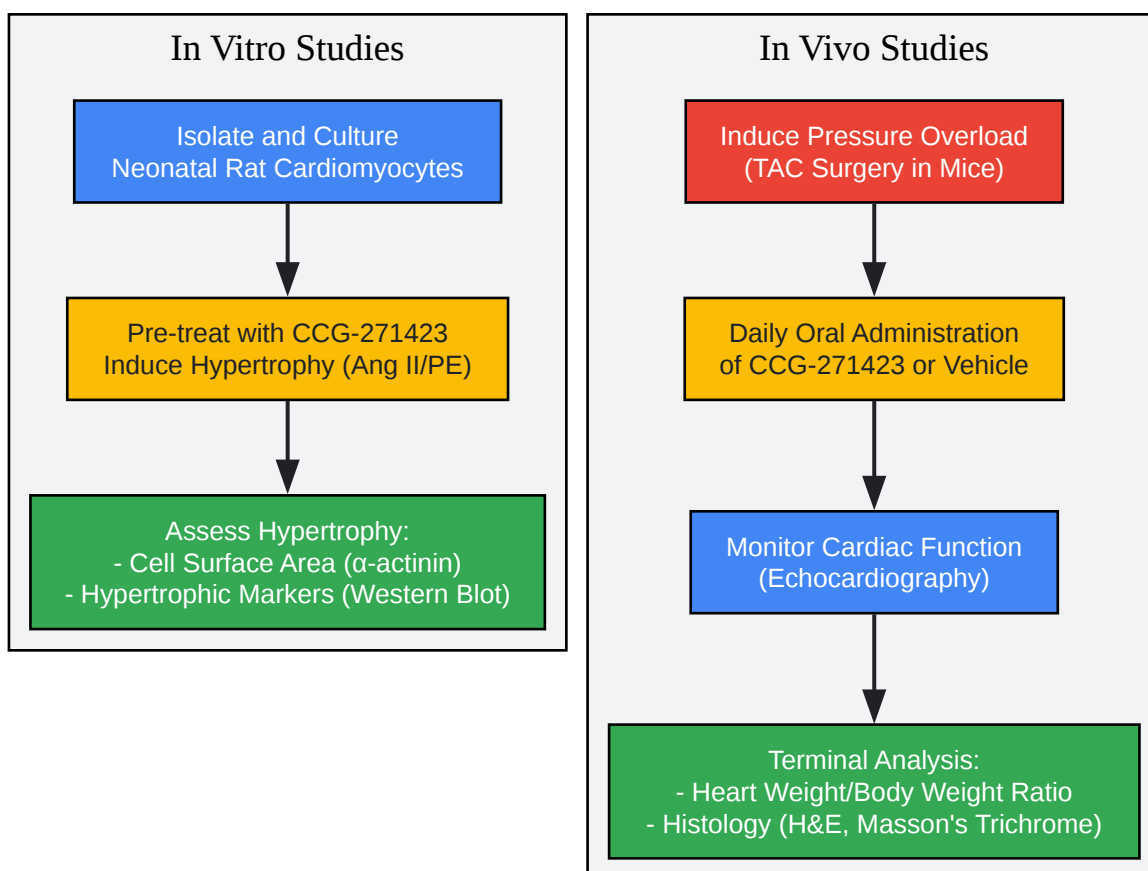 In Vitro Studies
Isolate and Culture
Neonatal Rat Cardiomyocytes
Pre-treat with CCG-271423
Induce Hypertrophy (Ang II/PE)
Assess Hypertrophy:
- Cell Surface Area (α-actinin)
- Hypertrophic Markers (Western Blot)
In Vivo Studies
Induce Pressure Overload
(TAC Surgery in Mice)
Daily Oral Administration
of CCG-271423 or Vehicle
Monitor Cardiac Function
(Echocardiography)
Terminal Analysis:
- Heart Weight/Body Weight Ratio
- Histology (H&E, Masson's Trichrome)